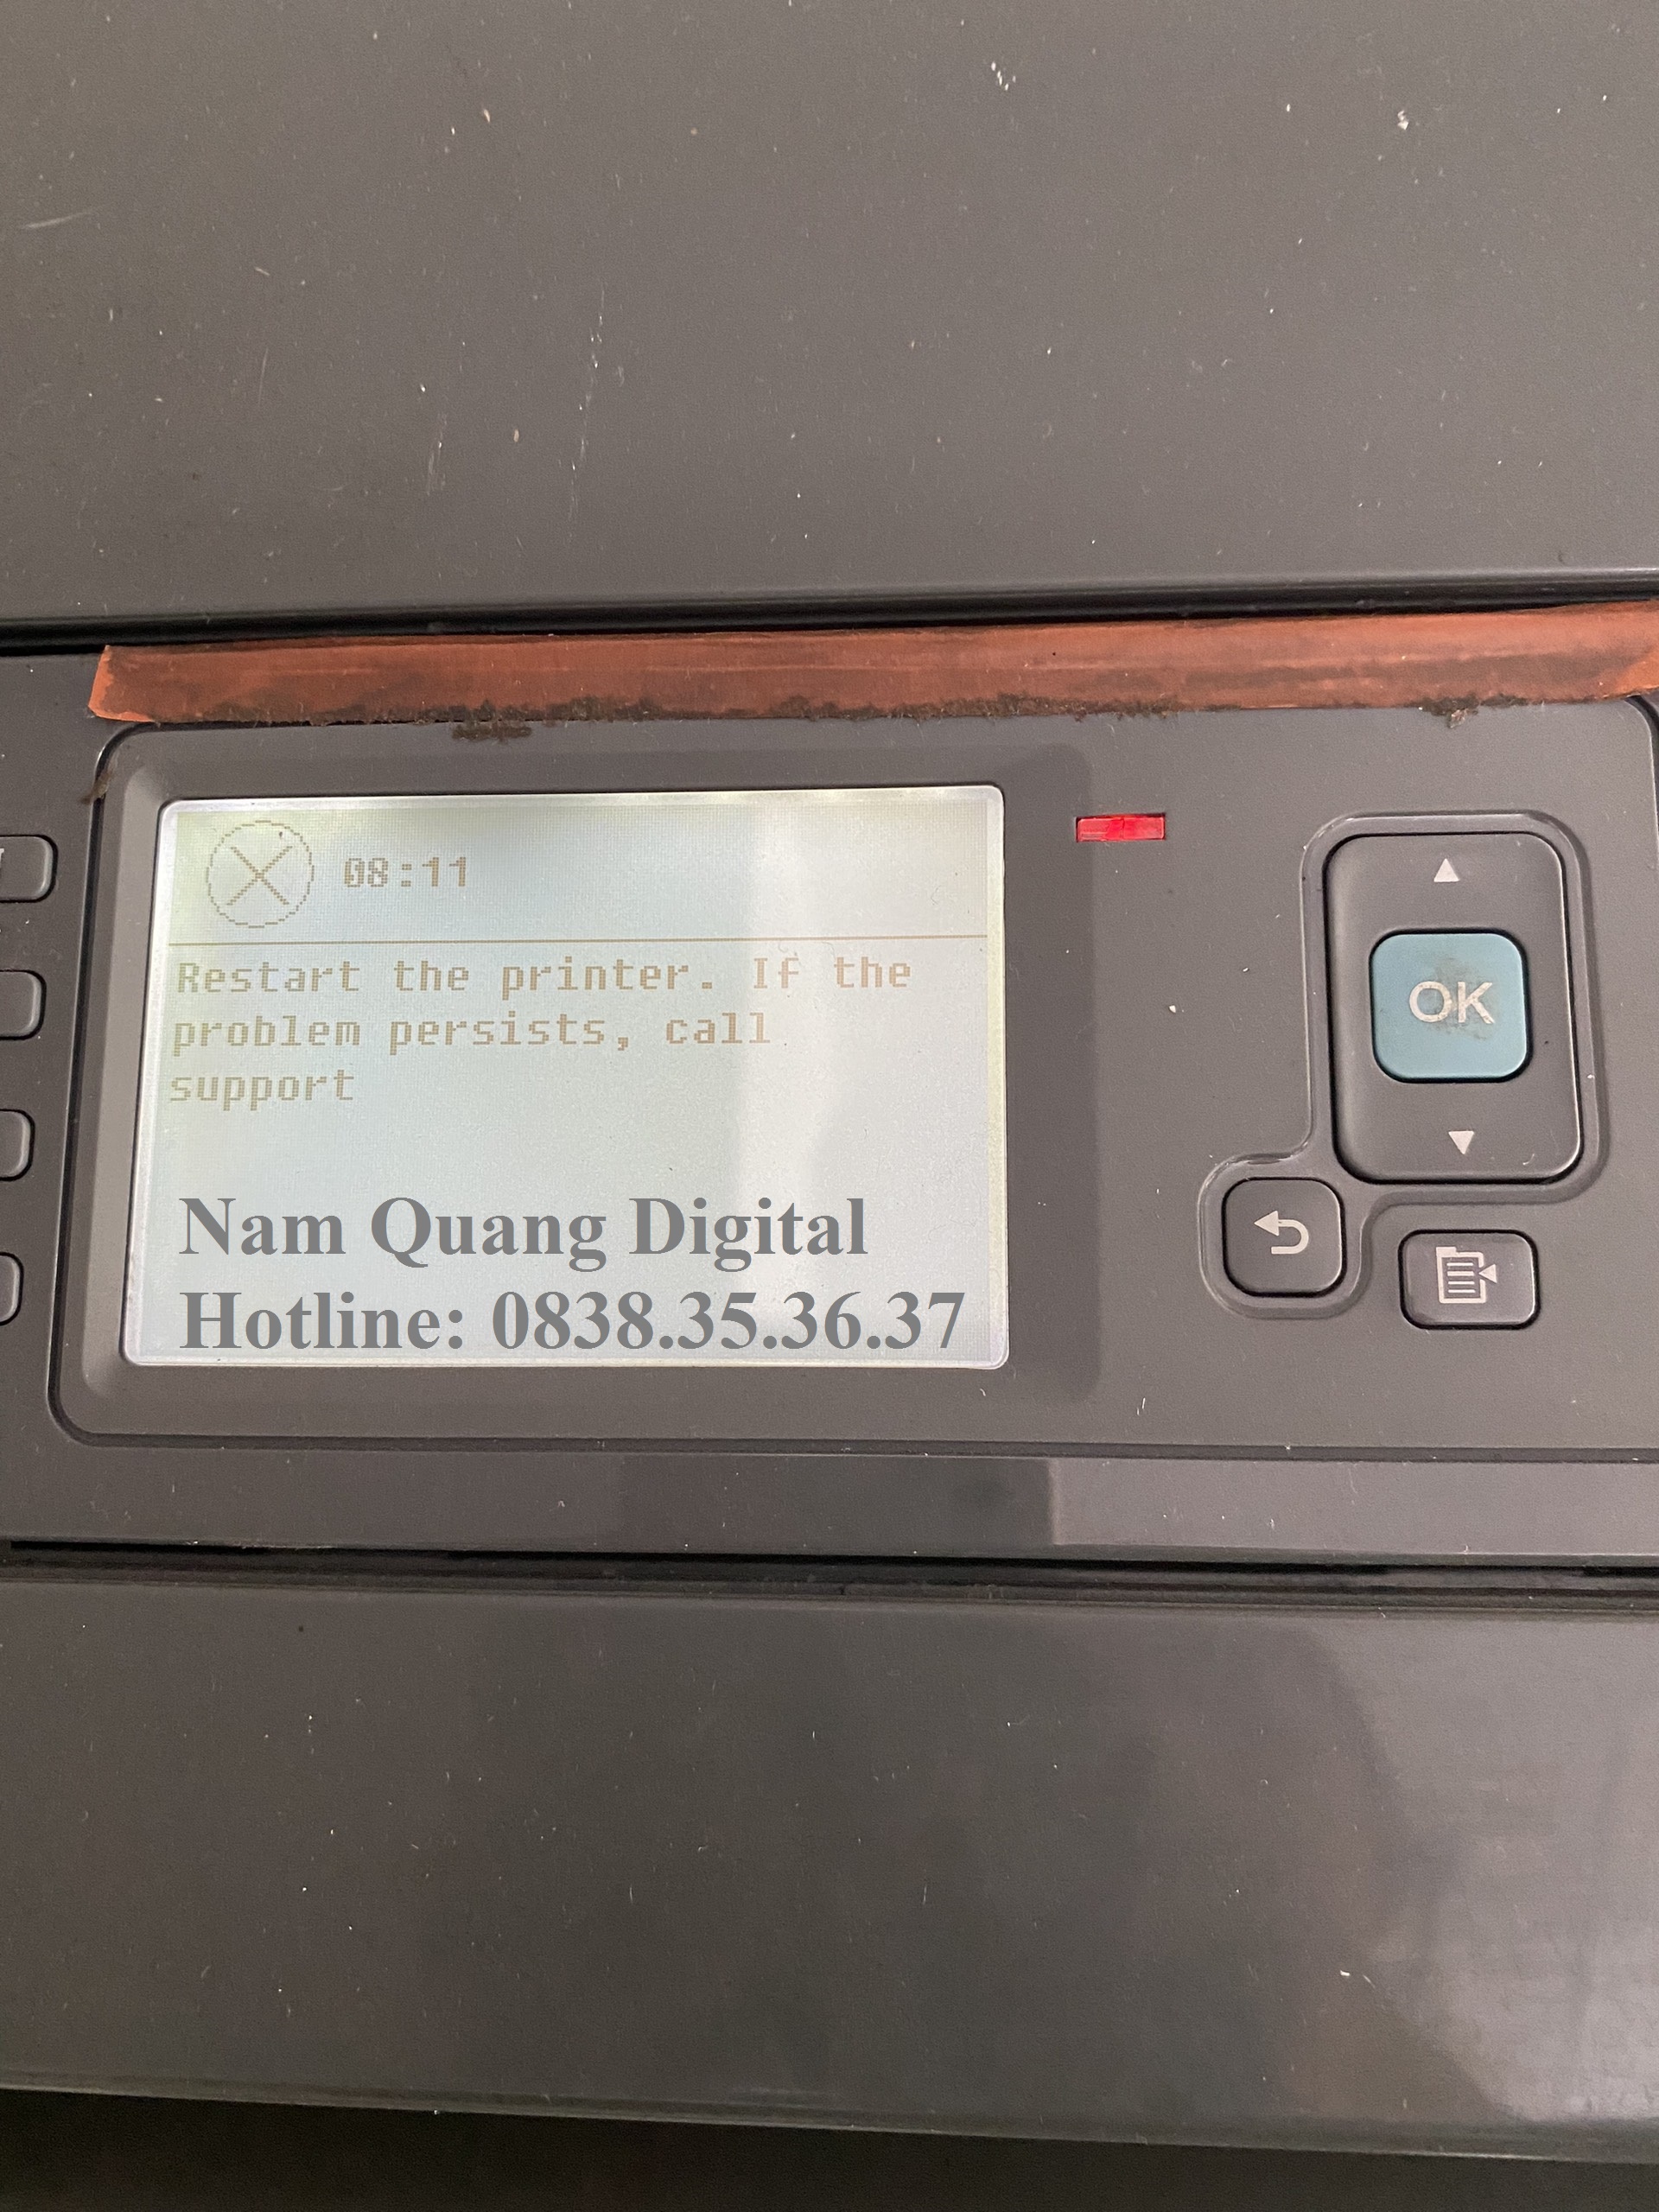 08:11
Restart the printer. If the
problem persists, call
support
OK
Nam Quang Digital
Hotline: 0838.35.36.37